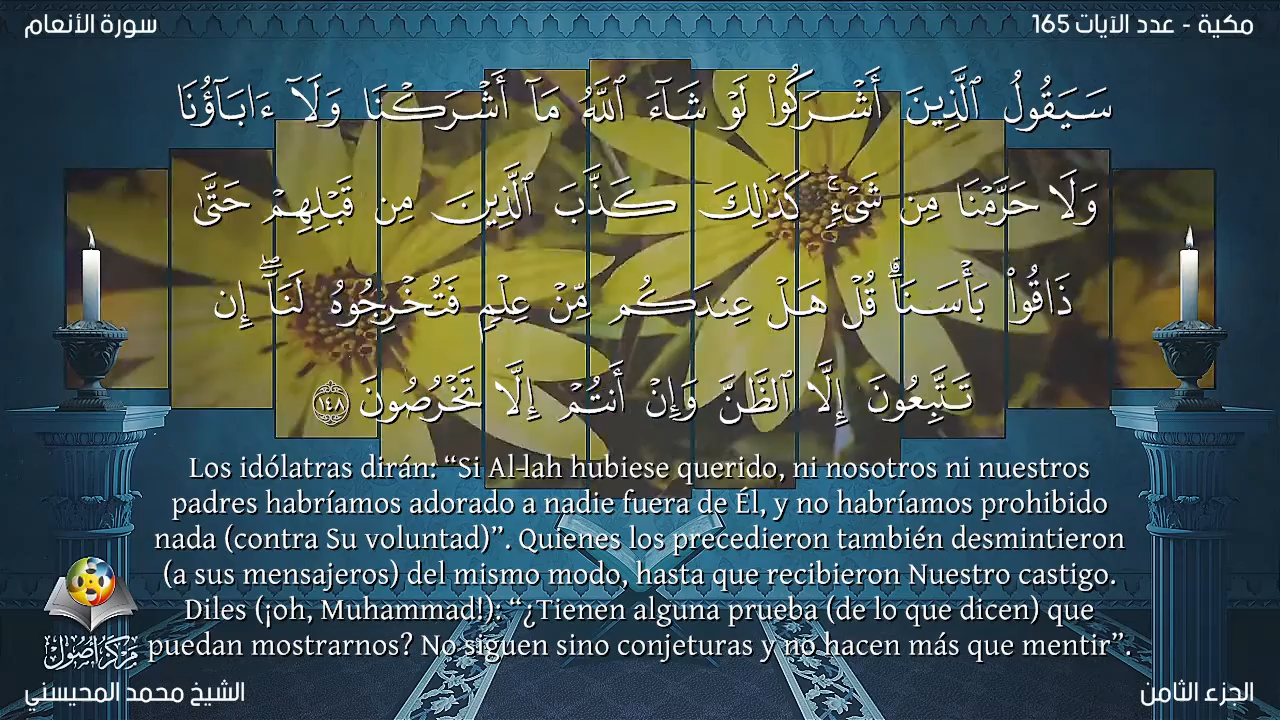 سورة الأنعام
مكية - عدد الآيات 165
سَيَقُولُ ٱلَّذِينَ أَشۡرَكُواْ لَوۡ شَآءَ ٱللَّهُ مَآ أَشۡرَكۡنَا وَلَآ ءَابَآؤُنَا
وَلَا حَرَّمۡنَا مِن شَيۡءٖۚ كَذَٰلِكَ كَذَّبَ ٱلَّذِينَ مِن قَبۡلِهِمۡ حَتَّىٰ
ذَاقُواْ بَأۡسَنَاۗ قُلۡ هَلۡ عِندَكُم مِّنۡ عِلۡمٖ فَتُخۡرِجُوهُ لَنَآۖ إِن
تَتَّبِعُونَ إِلَّا ٱلظَّنَّ وَإِنۡ أَنتُمۡ إِلَّا تَخۡرُصُونَ ١٤٨
Los idólatras dirán: “Si Al-lah hubiese querido, ni nosotros ni nuestros
padres habríamos adorado a nadie fuera de Él, y no habríamos prohibido
nada (contra Su voluntad)”. Quienes los precedieron también desmintieron
(a sus mensajeros) del mismo modo, hasta que recibieron Nuestro castigo.
Diles (¡oh, Muhammad!): “¿Tienen alguna prueba (de lo que dicen) que
puedan mostrarnos? No siguen sino conjeturas y no hacen más que mentir”.
مركز أصول
الشيخ محمد المحيسني
الجزء الثامن